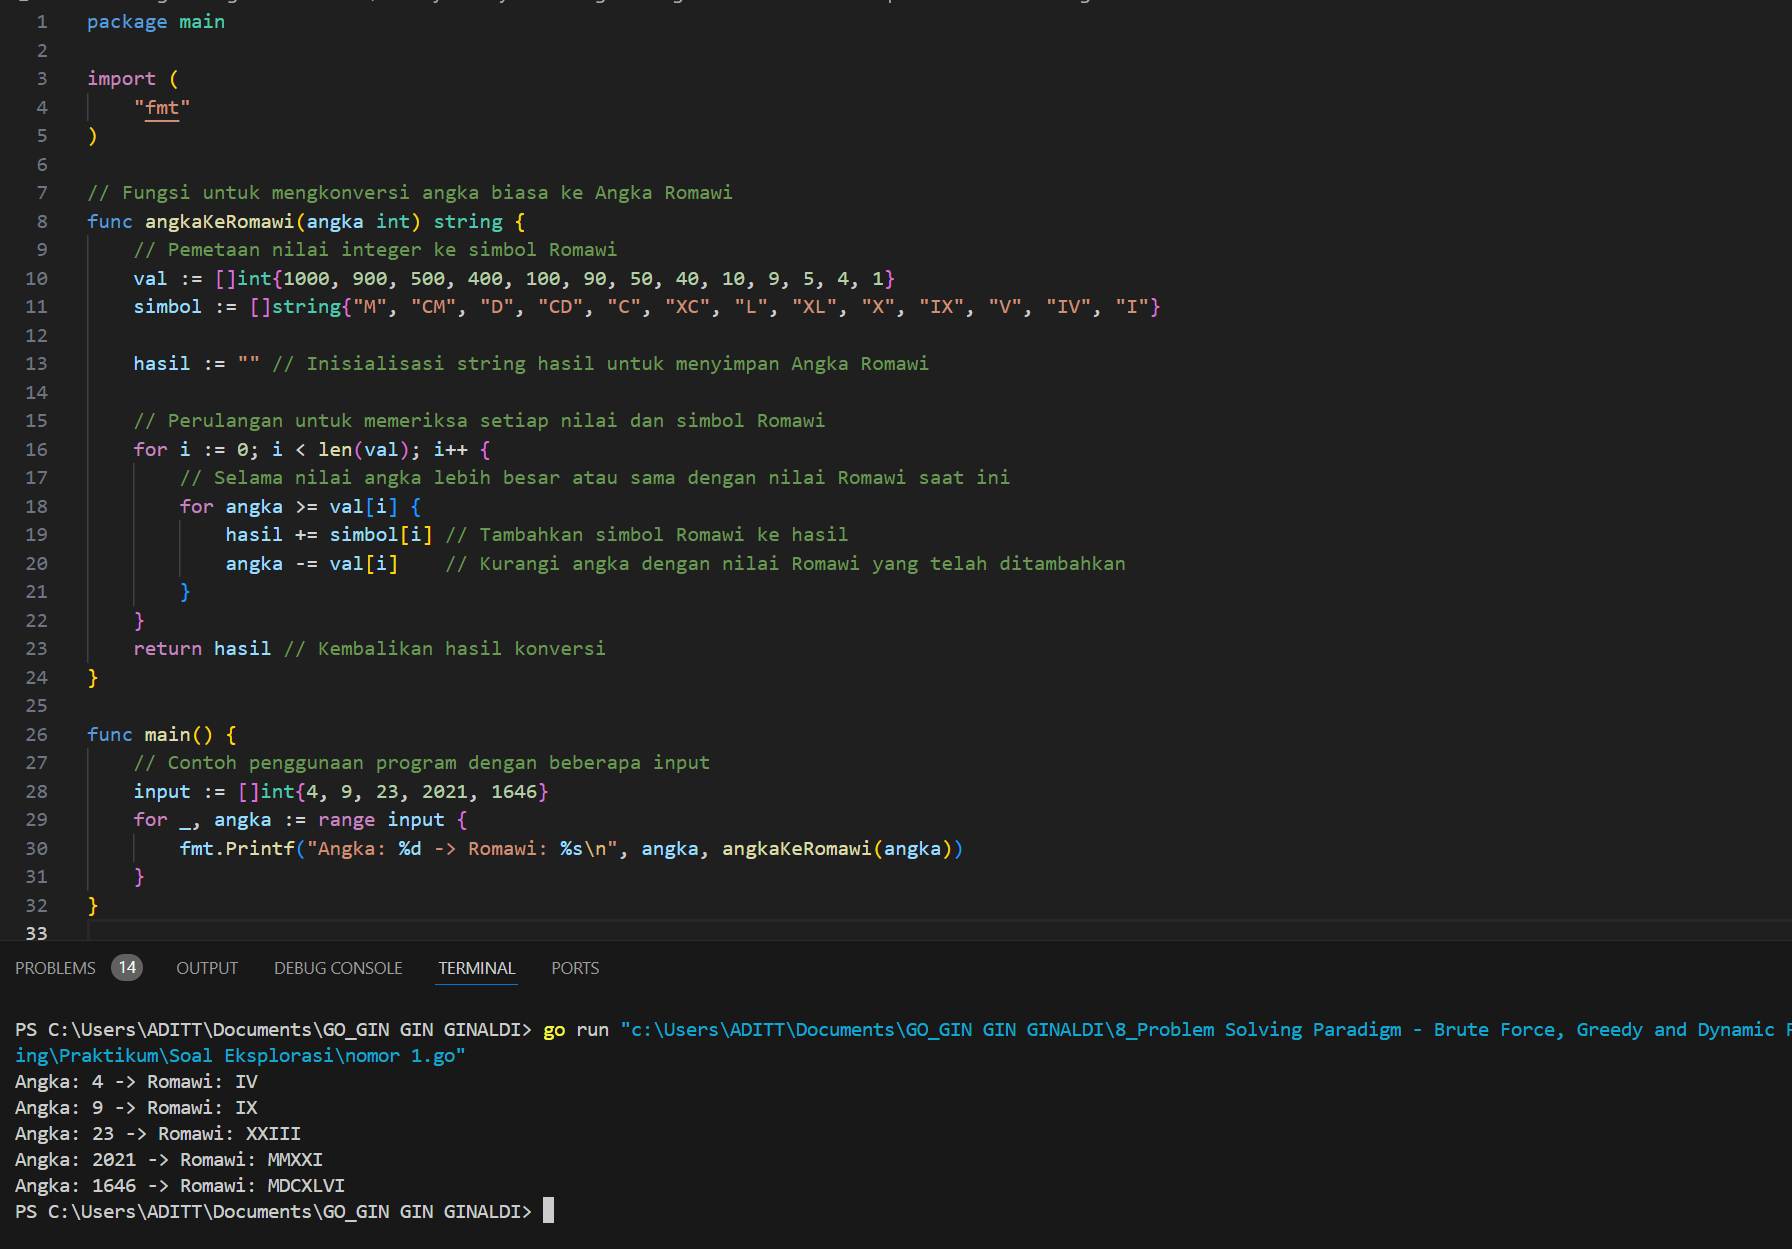 1 package main
2
3 import (
4 "fmt"
5 )
6
7 // Fungsi untuk mengkonversi angka biasa ke Angka Romawi
8 func angkaKeRomawi(angka int) string {
9 // Pemetaan nilai integer ke simbol Romawi
10 val := []int{1000, 900, 500, 400, 100, 90, 50, 40, 10, 9, 5, 4, 1}
11 simbol := []string{"M", "CM", "D", "CD", "C", "XC", "L", "XL", "X", "IX", "V", "IV", "I"}
12
13 hasil := "" // Inisialisasi string hasil untuk menyimpan Angka Romawi
14
15 // Perulangan untuk memeriksa setiap nilai dan simbol Romawi
16 for i := 0; i < len(val); i++ {
17 // Selama nilai angka lebih besar atau sama dengan nilai Romawi saat ini
18 for angka >= val[i] {
19 hasil += simbol[i] // Tambahkan simbol Romawi ke hasil
20 angka -= val[i] // Kurangi angka dengan nilai Romawi yang telah ditambahkan
21 }
22 }
23 return hasil // Kembalikan hasil konversi
24 }
25
26 func main() {
27 // Contoh penggunaan program dengan beberapa input
28 input := []int{4, 9, 23, 2021, 1646}
29 for _, angka := range input {
30 fmt.Printf("Angka: %d -> Romawi: %s\n", angka, angkaKeRomawi(angka))
31 }
32 }
33
PROBLEMS 14 OUTPUT DEBUG CONSOLE TERMINAL PORTS
PS C:\Users\ADITT\Documents\GO_GIN GIN GINALDI> go run "c:\Users\ADITT\Documents\GO_GIN GIN GINALDI\8_Problem Solving Paradigm - Brute Force, Greedy and Dynamic
ing\Praktikum\Soal Eksplorasi\nomor 1.go"
Angka: 4 -> Romawi: IV
Angka: 9 -> Romawi: IX
Angka: 23 -> Romawi: XXIII
Angka: 2021 -> Romawi: MMXXI
Angka: 1646 -> Romawi: MDCXLVI
PS C:\Users\ADITT\Documents\GO_GIN GIN GINALDI>